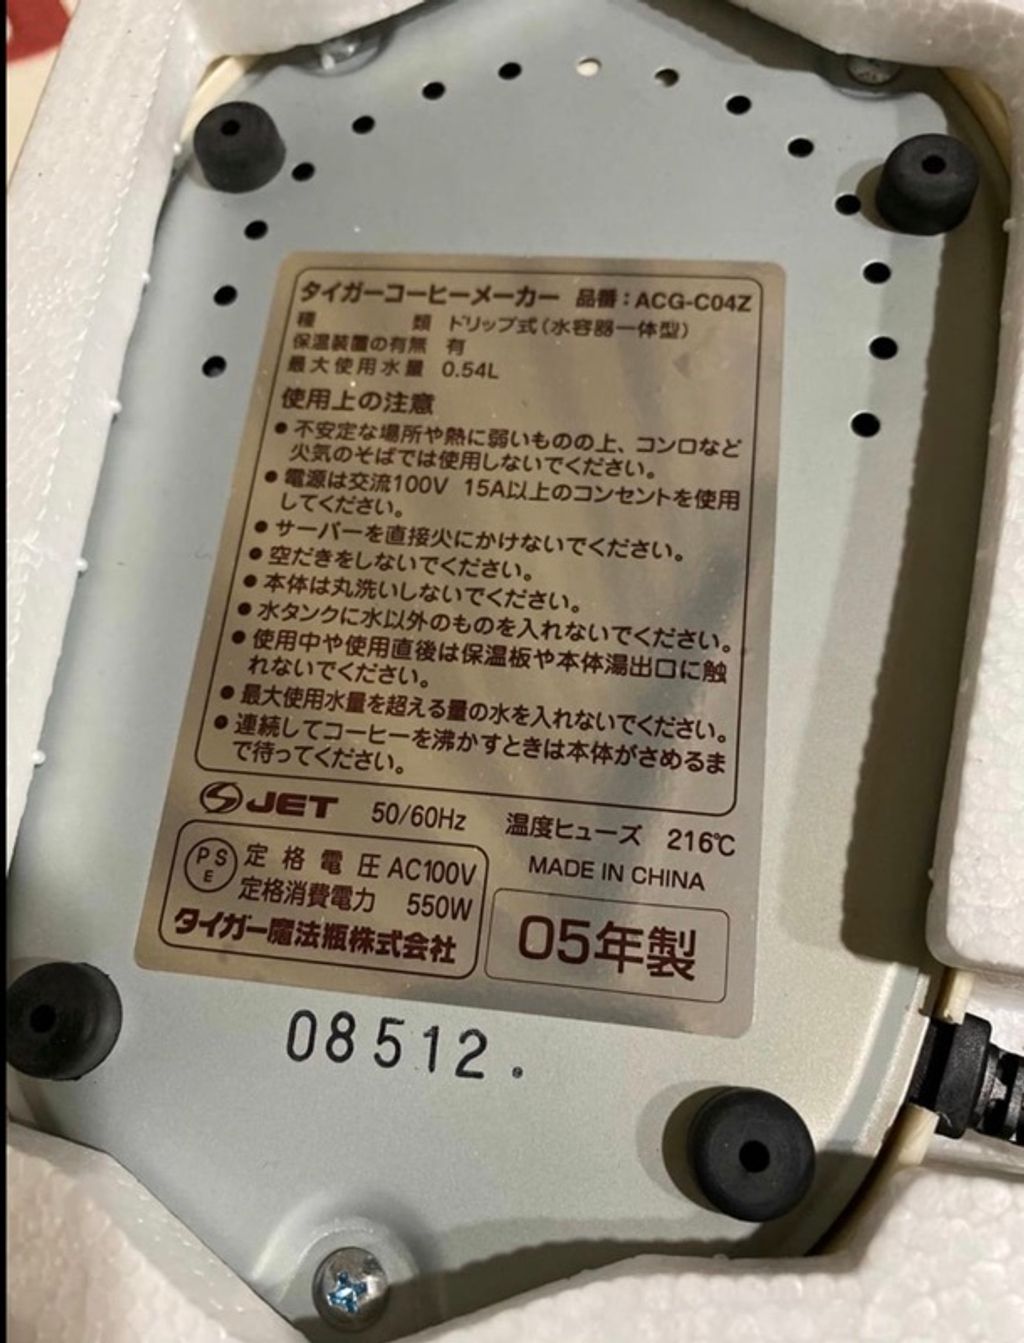 タイガーコーヒーメーカー 品番：ACG-C04Z
種類 ドリップ式（水容器一体型）
保温装置の有無 有
最大使用水量 0.54L
使用上の注意
●不安定な場所や熱に弱いものの上、コンロなど
火気のそばでは使用しないでください。
●電源は交流100V 15A以上のコンセントを使用
してください。
●サーバーを直接火にかけないでください。
●空だきをしないでください。
●本体は丸洗いしないでください。
●水タンクに水以外のものを入れないでください。
●使用中や使用直後は保温板や本体湯出口に触
れないでください。
●最大使用水量を超える量の水を入れないでください。
●連続してコーヒーを沸かすときは本体がさめるま
で待ってください。
JET 50/60Hz 温度ヒューズ 216℃
MADE IN CHINA
PSE 定格電圧 AC100V
定格消費電力 550W
タイガー魔法瓶株式会社
05年製
08512.